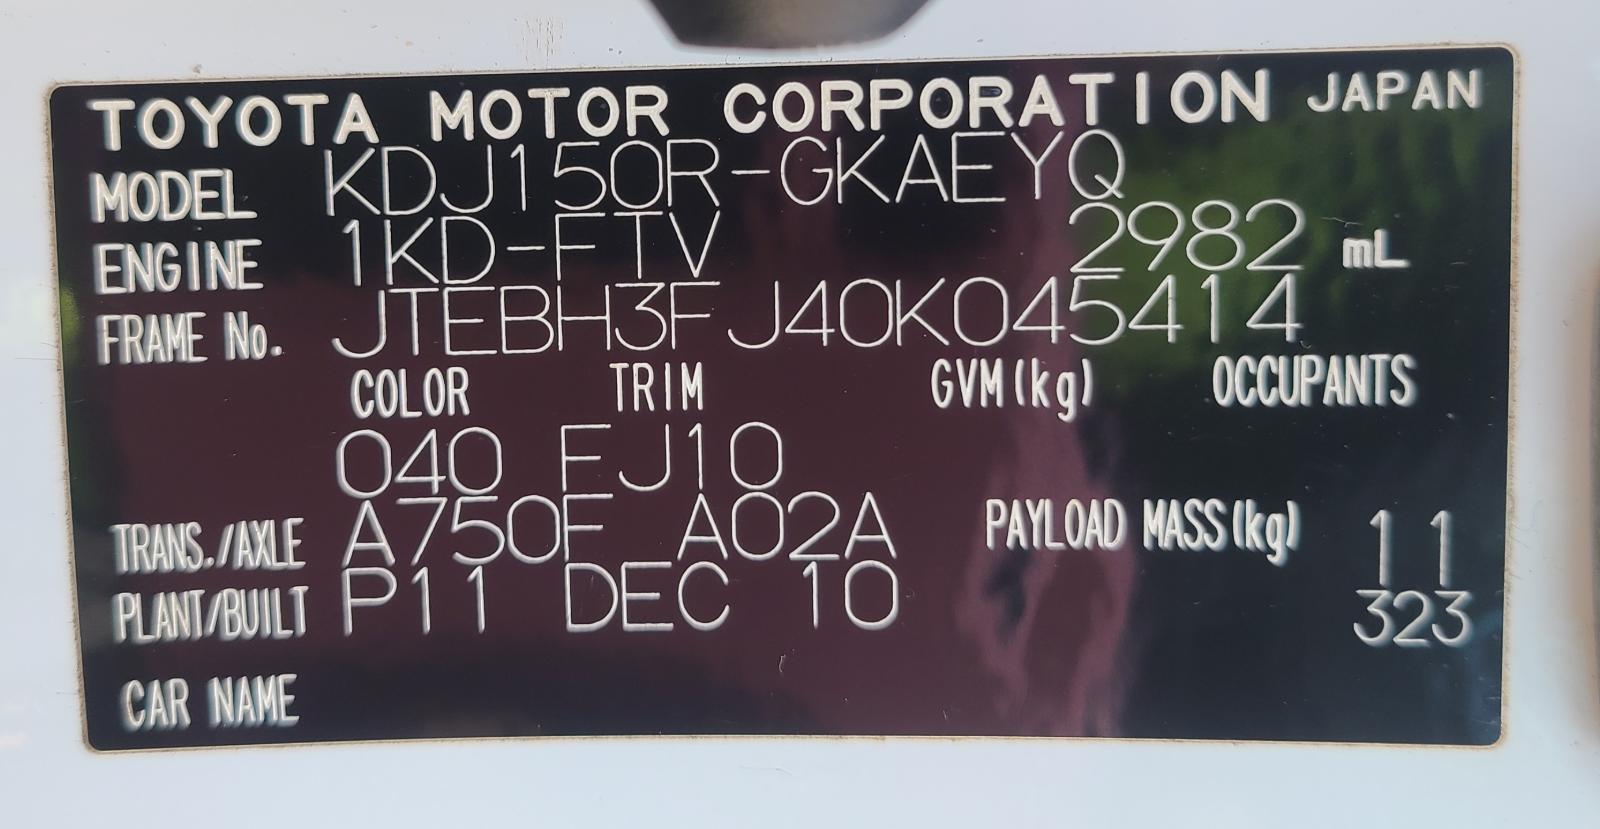 TOYOTA MOTOR CORPORATION JAPAN
MODEL KDJ150R-GKAEYQ
ENGINE 1KD-FTV 2982 mL
FRAME No. JTEBH3FJ40K045414
COLOR TRIM GVM(kg) OCCUPANTS
040 FJ10
TRANS./AXLE A750F A02A PAYLOAD MASS(kg) 11
PLANT/BUILT P11 DEC 10 323
CAR NAME